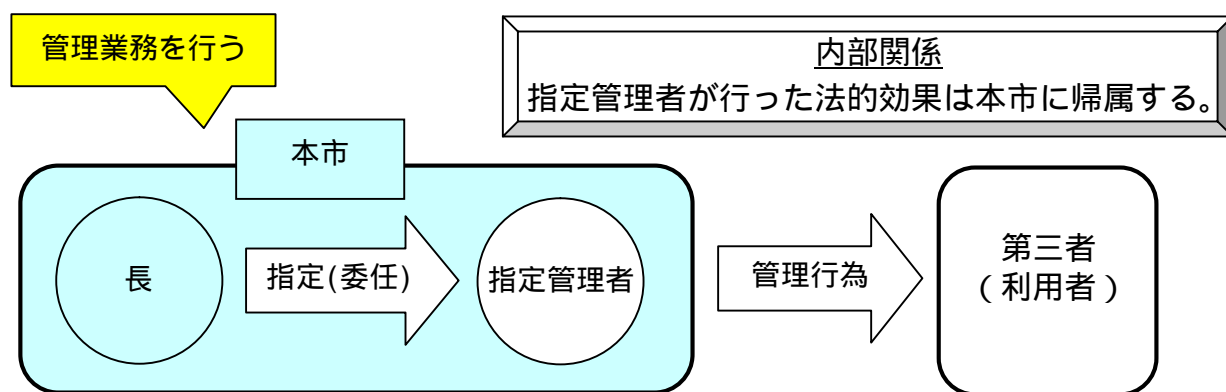 管理業務を行う
内部関係
指定管理者が行った法的効果は本市に帰属する。
本市
長
指定(委任)
指定管理者
管理行為
第三者
(利用者)